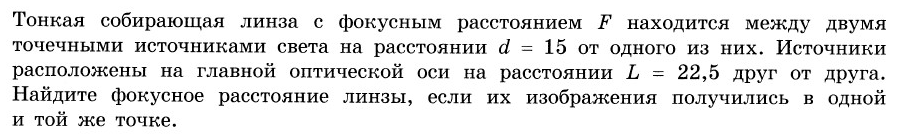 Тонкая собирающая линза с фокусным расстоянием F находится между двумя
точечными источниками света на расстоянии d = 15 от одного из них. Источники
расположены на главной оптической оси на расстоянии L = 22,5 друг от друга.
Найдите фокусное расстояние линзы, если их изображения получились в одной
и той же точке.